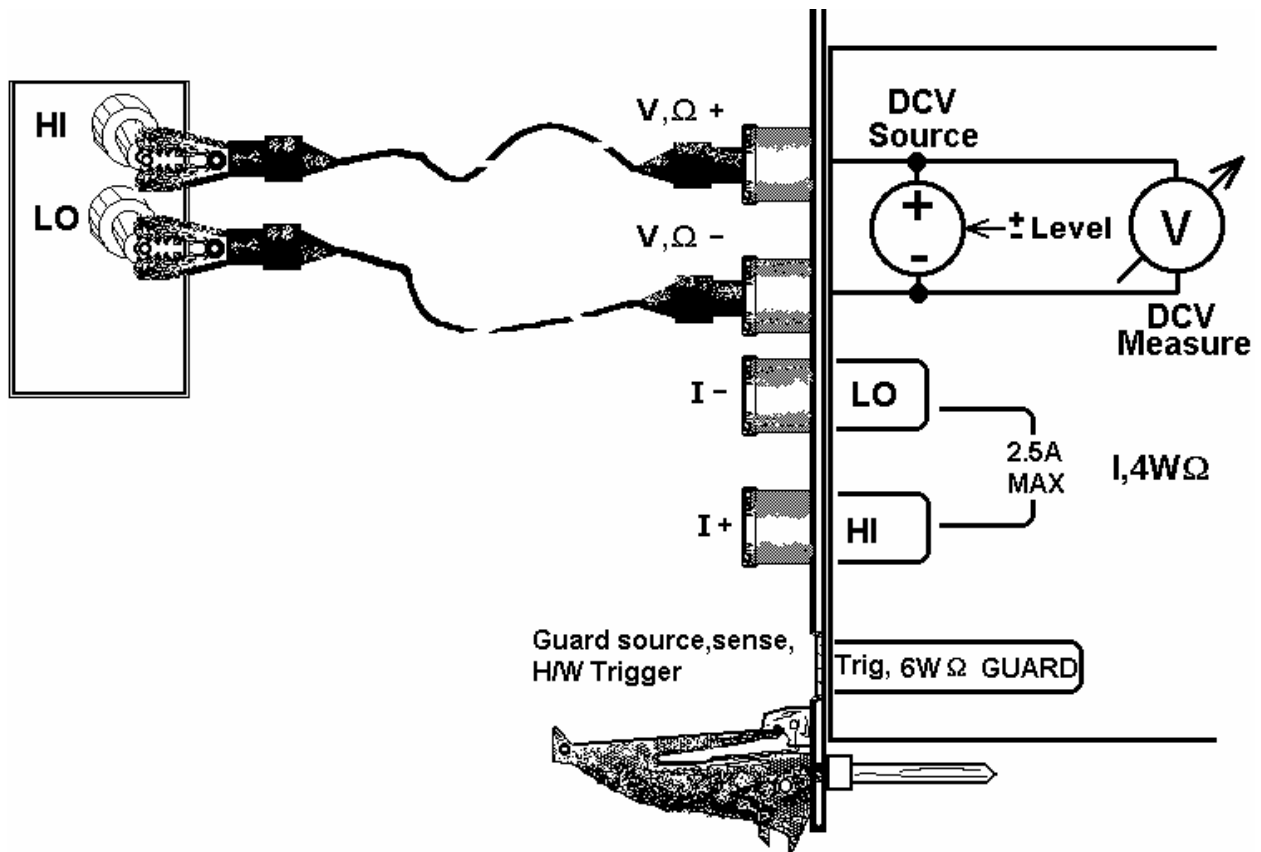 HI
LO
V,Ω +
V,Ω -
I -
I +
Guard source,sense,
H/W Trigger
DCV
Source
+
-
± Level
V
DCV
Measure
LO
2.5A
MAX
I,4WΩ
HI
Trig, 6WΩ GUARD